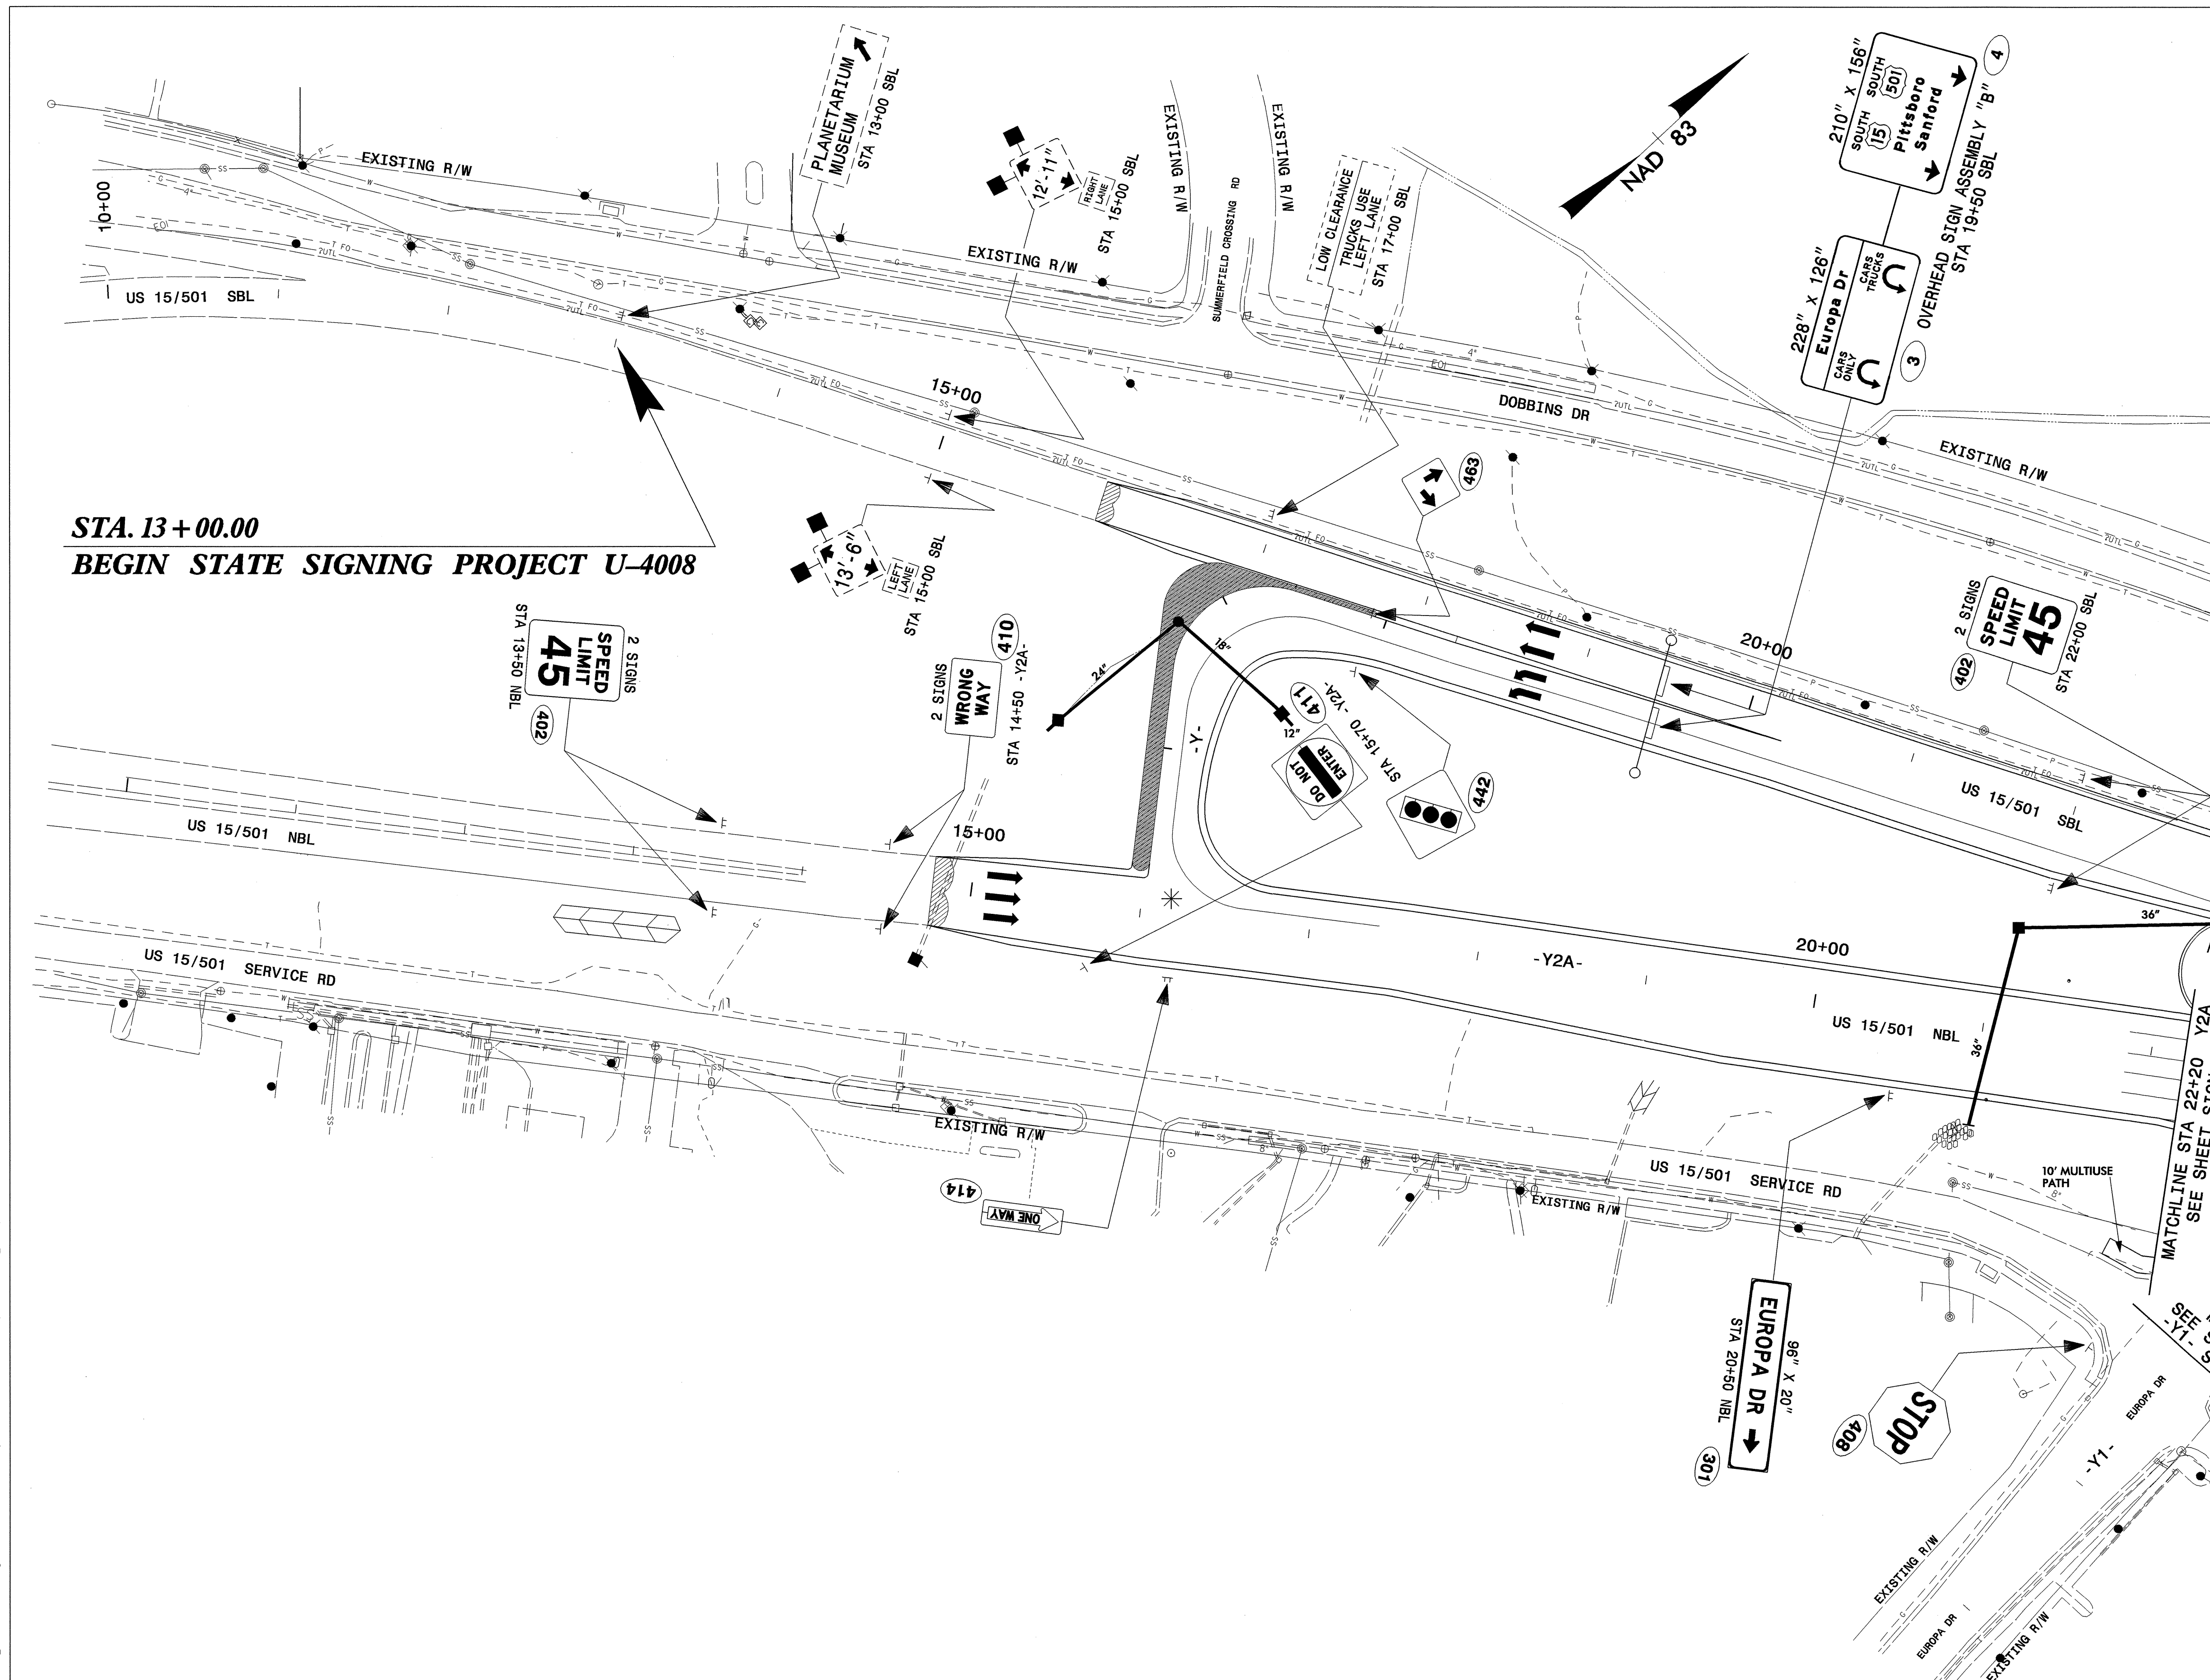 PLANETARIUM
MUSEUM
STA 13+00 SBL
12'-11"
RIGHT
LANE
STA 15+00 SBL
EXISTING R/W
EXISTING R/W
SUMMERFIELD CROSSING RD
LOW CLEARANCE
TRUCKS USE
LEFT LANE
STA 17+00 SBL
NAD 83
210" X 156"
SOUTH SOUTH
15 501
Pittsboro
Sanford
4
228" X 126"
Europa Dr
CARS
ONLY
CARS
TRUCKS
3
OVERHEAD SIGN ASSEMBLY "B"
STA 19+50 SBL
10+00
EXISTING R/W
US 15/501 SBL
EXISTING R/W
15+00
DOBBINS DR
EXISTING R/W
STA. 13+00.00
BEGIN STATE SIGNING PROJECT U-4008
13'-6"
LEFT
LANE
STA 15+00 SBL
463
20+00
2 SIGNS
SPEED
LIMIT
45
402
STA 22+00 SBL
2 SIGNS
SPEED
LIMIT
45
STA 13+50 NBL
402
2 SIGNS
WRONG
WAY
410
STA 14+50 -Y2A-
24"
18"
12"
-Y-
411
DO NOT
ENTER
STA 15+70 -Y2A-
442
US 15/501 SBL
US 15/501 NBL
15+00
20+00
-Y2A-
US 15/501 NBL
36"
36"
US 15/501 SERVICE RD
EXISTING R/W
414
ONE WAY
US 15/501 SERVICE RD
EXISTING R/W
10' MULTIUSE
PATH
MATCHLINE STA 22+20 Y2A
SEE SHEET SIGN
96" X 20"
EUROPA DR
STA 20+50 NBL
301
STOP
408
EUROPA DR
-Y1-
EXISTING R/W
EUROPA DR
EXISTING R/W
SEE
-Y1-